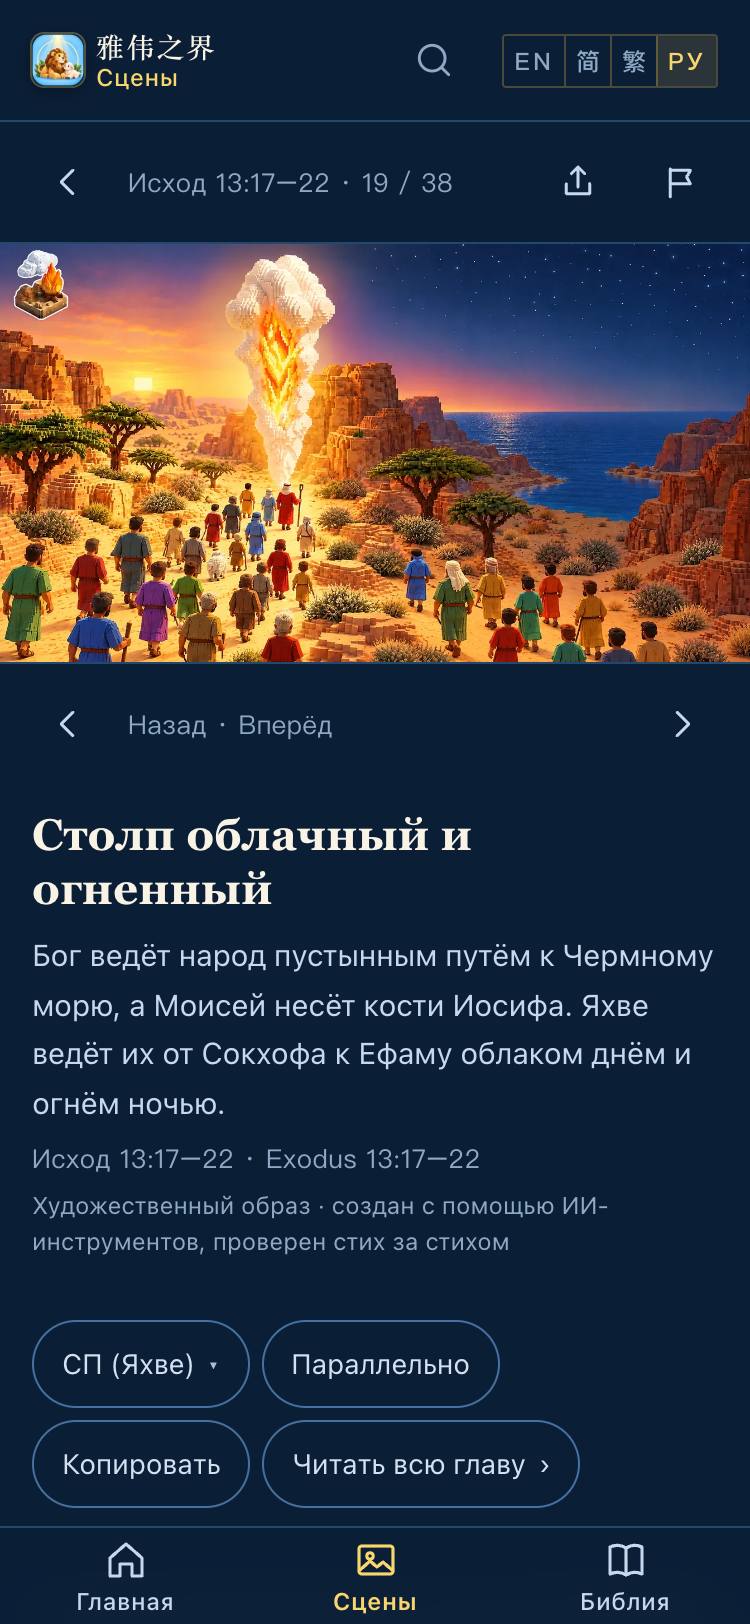 雅伟之界
Сцены
EN 简 繁 РУ
Исход 13:17—22 · 19 / 38
Назад · Вперёд
Столп облачный и
огненный
Бог ведёт народ пустынным путём к Чермному
морю, а Моисей несёт кости Иосифа. Яхве
ведёт их от Сокхофа к Ефаму облаком днём и
огнём ночью.
Исход 13:17—22 · Exodus 13:17—22
Художественный образ · создан с помощью ИИ-
инструментов, проверен стих за стихом
СП (Яхве) ▾ Параллельно
Копировать Читать всю главу ›
Главная Сцены Библия